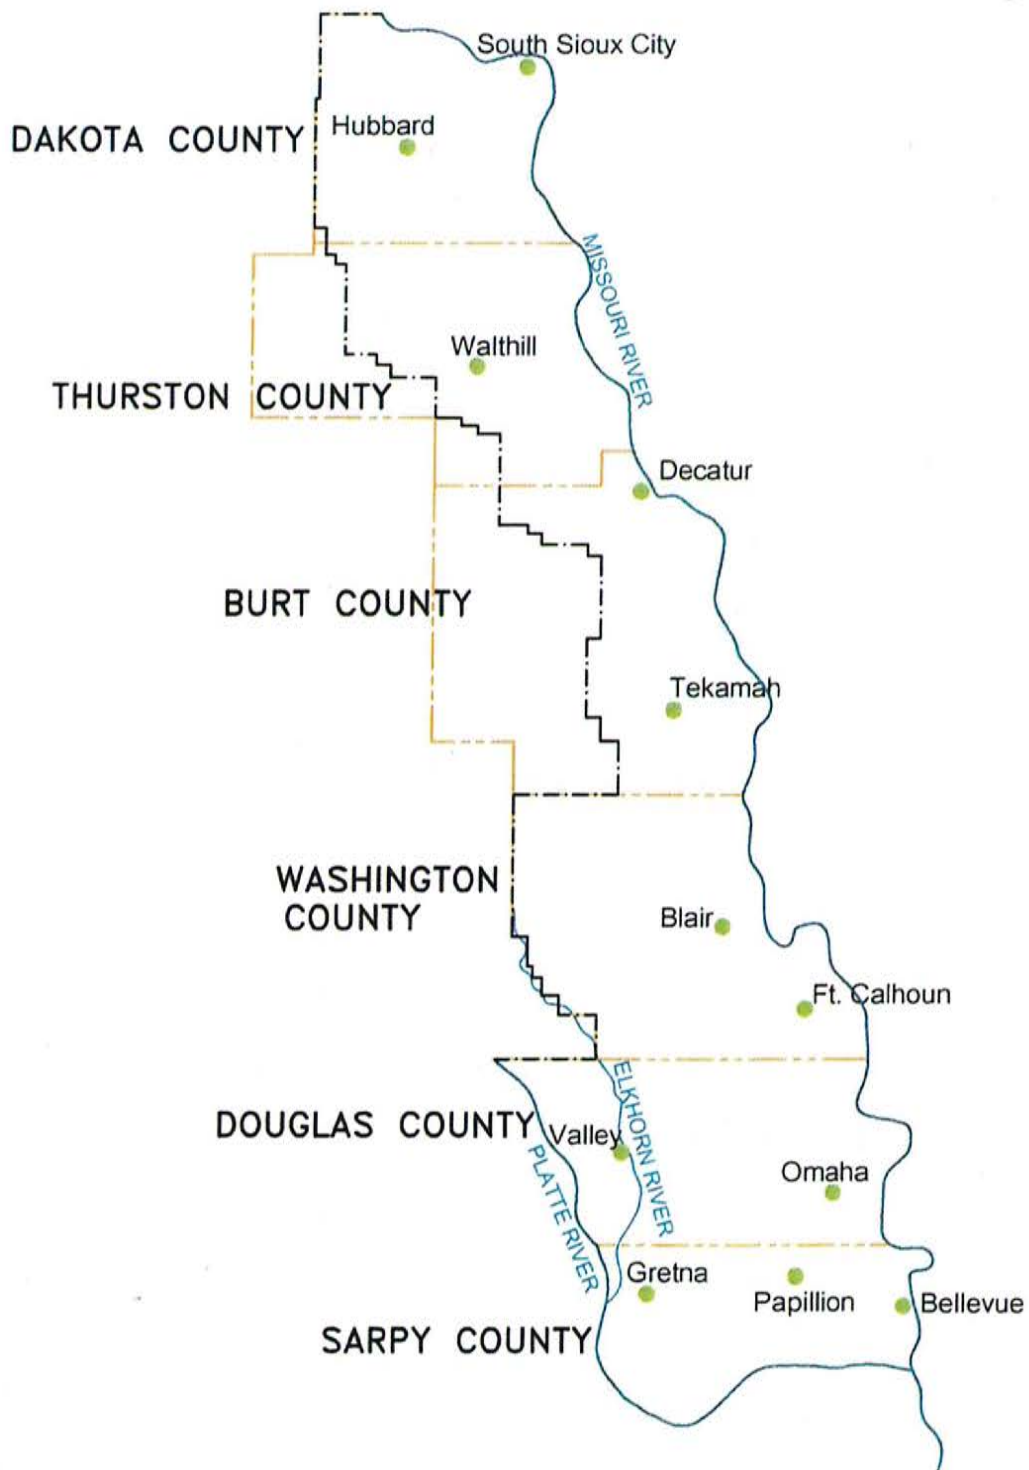 South Sioux City
Hubbard
DAKOTA COUNTY
MISSOURI RIVER
Walthill
THURSTON COUNTY
Decatur
BURT COUNTY
Tekamah
WASHINGTON
COUNTY
Blair
Ft. Calhoun
ELKHORN RIVER
DOUGLAS COUNTY
Valley
PLATTE RIVER
Omaha
Gretna
Papillion
Bellevue
SARPY COUNTY